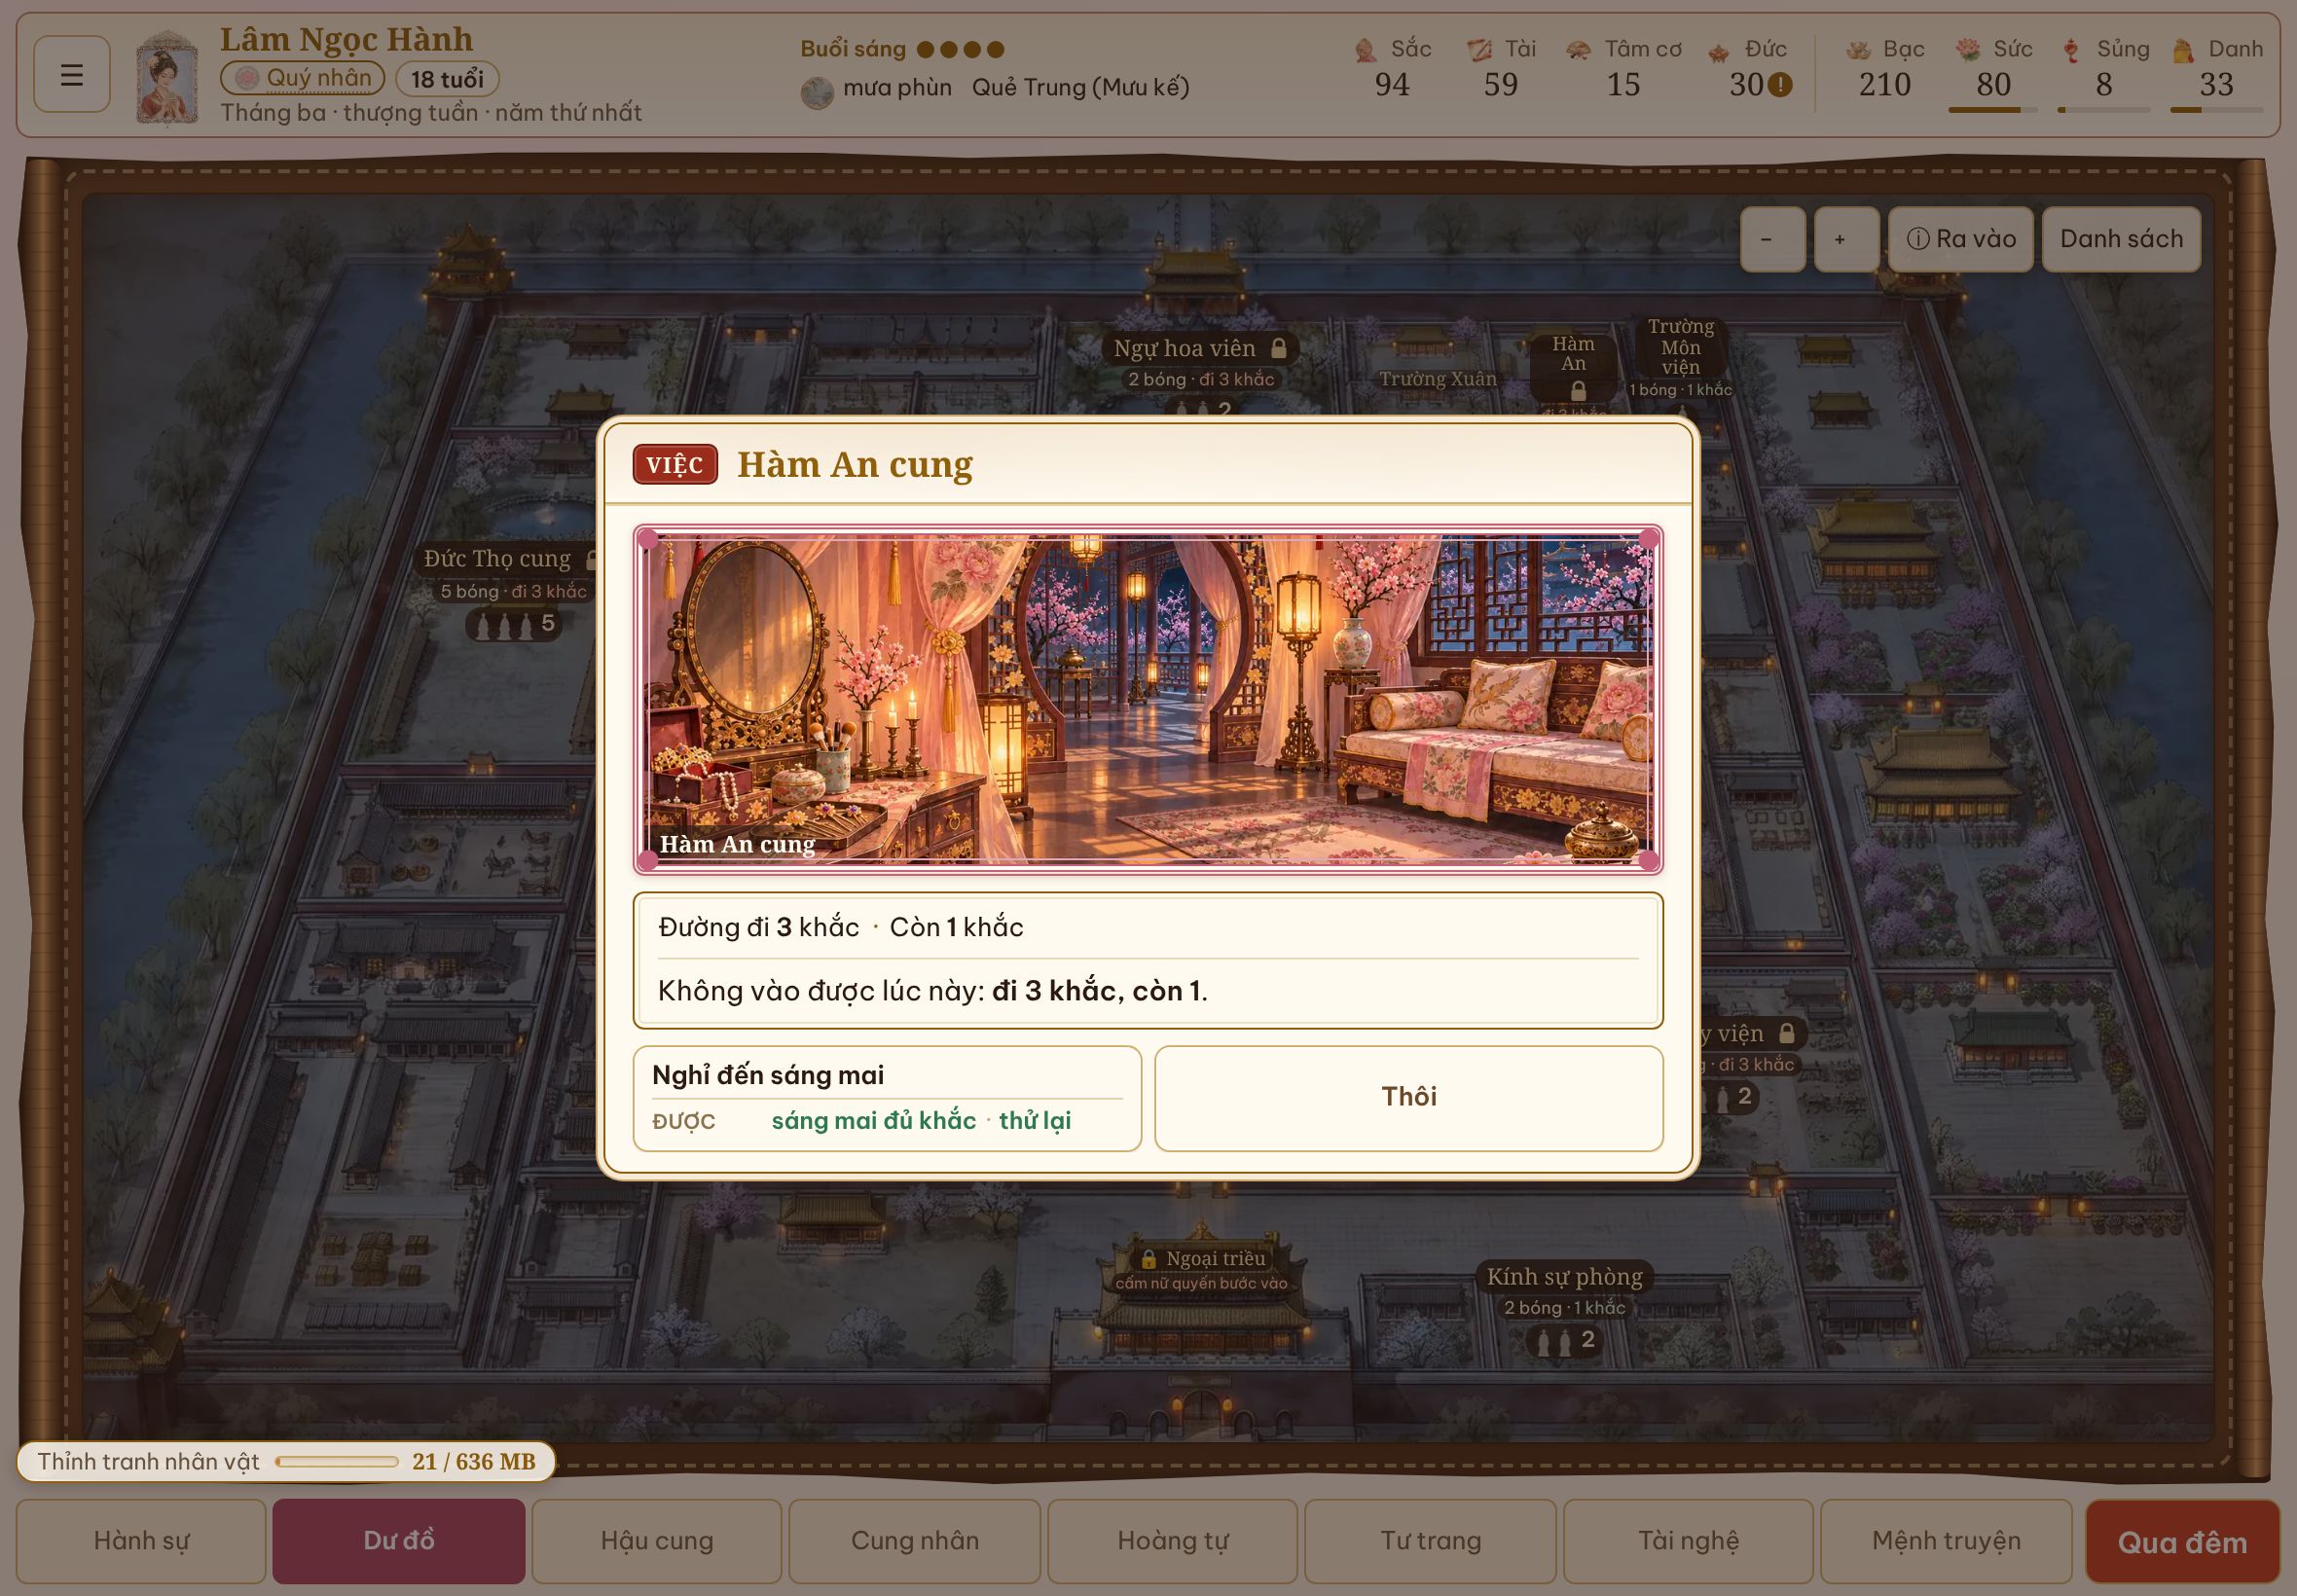 ☰
Lâm Ngọc Hành
Quý nhân
18 tuổi
Tháng ba · thượng tuần · năm thứ nhất
Buổi sáng
mưa phùn Quẻ Trung (Mưu kế)
Sắc
94
Tài
59
Tâm cơ
15
Đức
30 !
Bạc
210
Sức
80
Sủng
8
Danh
33
−
+
ⓘ Ra vào
Danh sách
Ngự hoa viên
2 bóng · đi 3 khắc
2
Trường Xuân
Hàm
An
đi 3 khắc
Trường
Môn
viện
1 bóng · 1 khắc
Đức Thọ cung
5 bóng · đi 3 khắc
5
VIỆC
Hàm An cung
Hàm An cung
Đường đi 3 khắc · Còn 1 khắc
Không vào được lúc này: đi 3 khắc, còn 1.
Nghỉ đến sáng mai
ĐƯỢC sáng mai đủ khắc · thử lại
Thôi
y viện
g · đi 3 khắc
2
Ngoại triều
cấm nữ quyến bước vào
Kính sự phòng
2 bóng · 1 khắc
2
Thỉnh tranh nhân vật 21 / 636 MB
Hành sự
Dư đồ
Hậu cung
Cung nhân
Hoàng tự
Tư trang
Tài nghệ
Mệnh truyện
Qua đêm